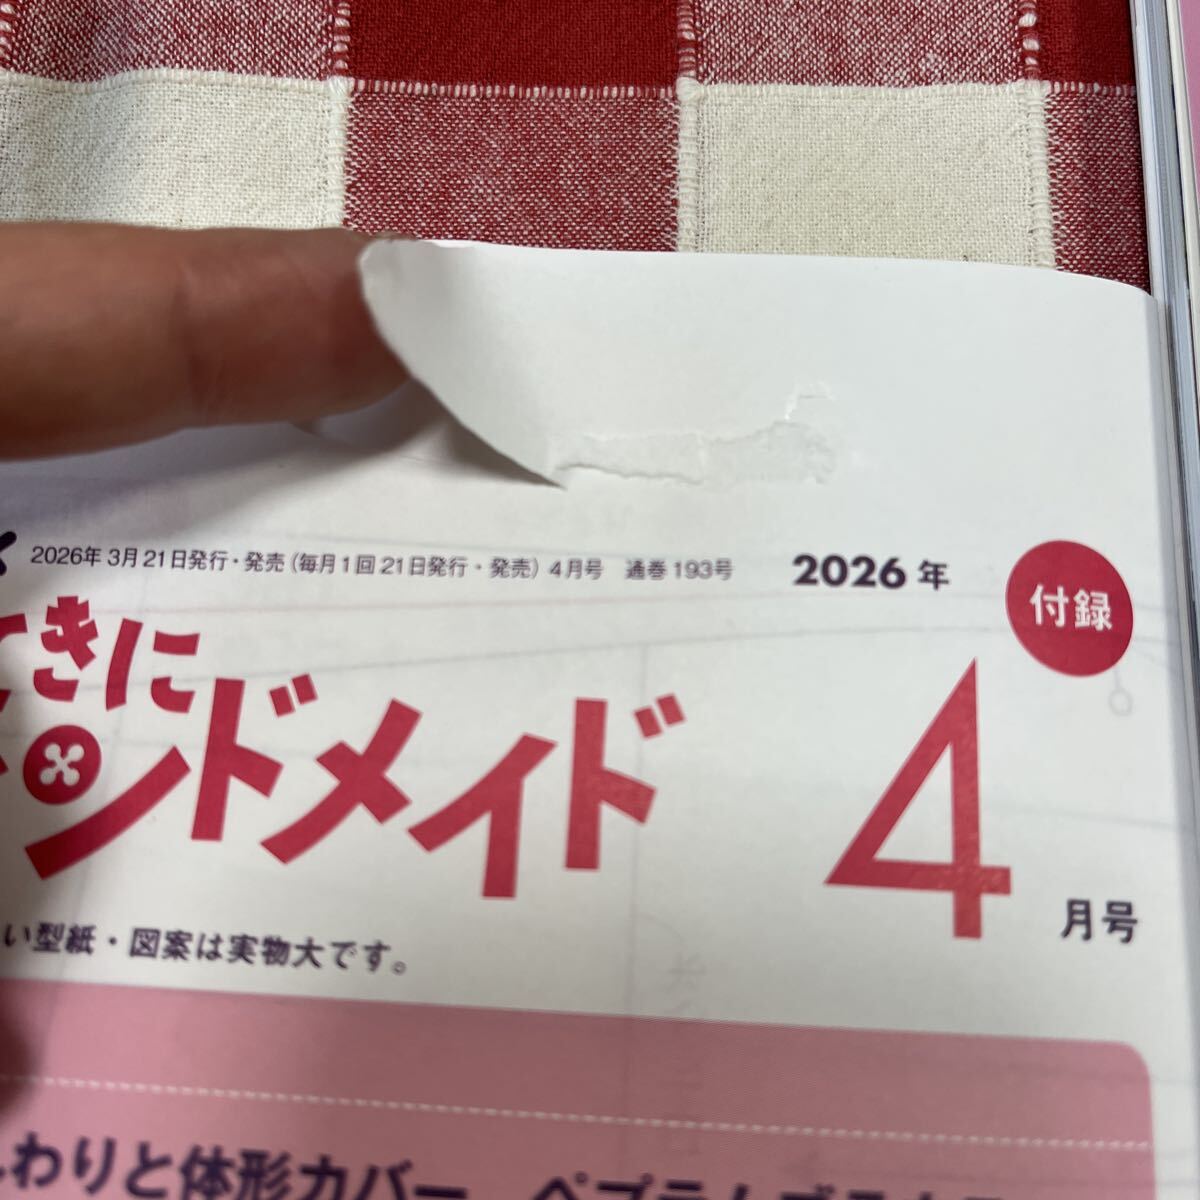 2026年 3月21日発行・発売(毎月1回21日発行・発売) 4月号 通巻193号
2026年
付録
きに
ンドメイド
4月号
い型紙・図案は実物大です。
わりと体形カバー